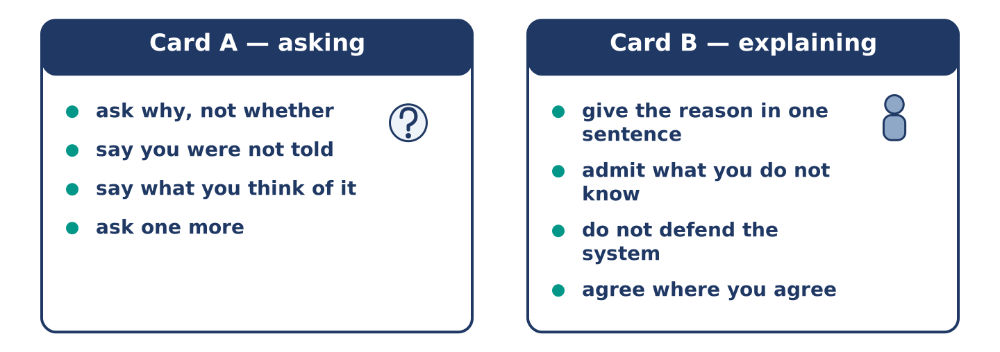 Card A — asking
ask why, not whether
say you were not told
say what you think of it
ask one more
?
Card B — explaining
give the reason in one
sentence
admit what you do not
know
do not defend the
system
agree where you agree